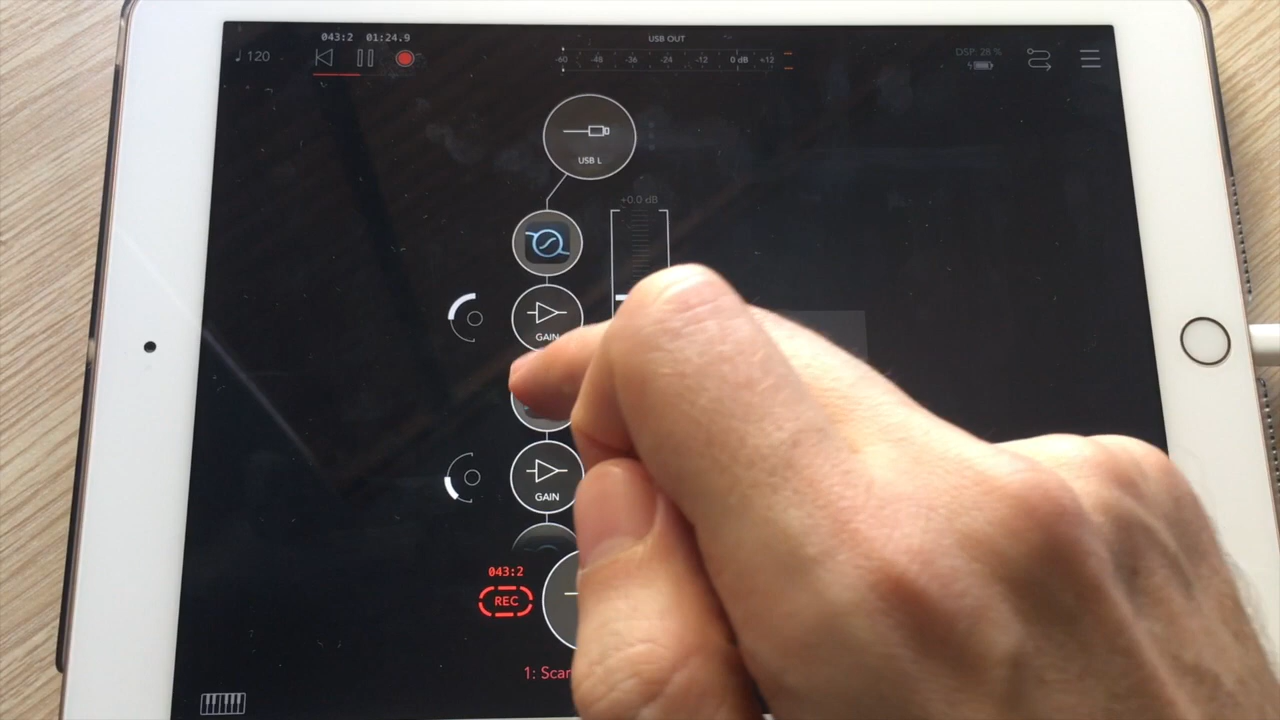 043:2 01:24.9
♩ 120
USB OUT
-60 -48 -36 -24 -12 0 dB +12
DSP: 28 %
USB L
+0.0 dB
GAIN
GAIN
043:2
REC
1: Scar